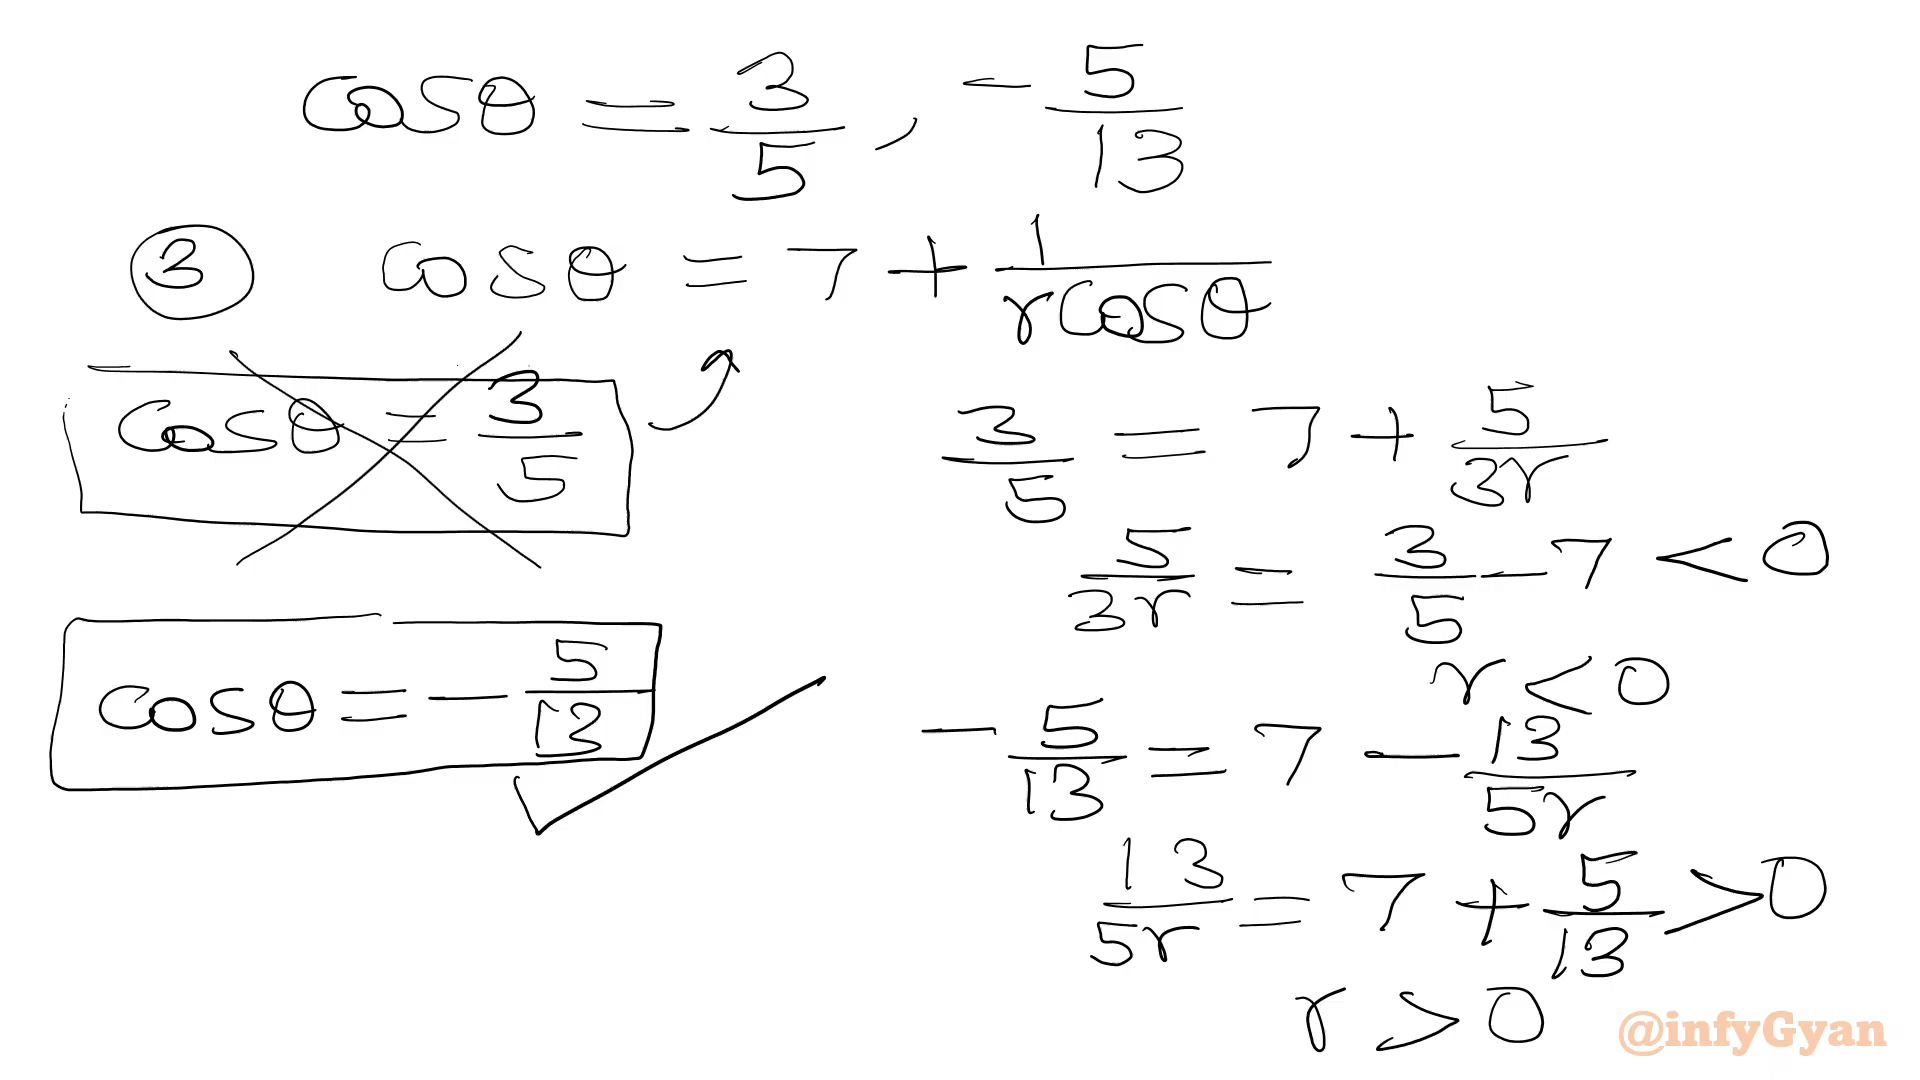 cosθ = 3/5, - 5/13
③ cosθ = 7 + 1/(rcosθ)
cosθ = 3/5
3/5 = 7 + 5/(3r)
5/(3r) = 3/5 - 7 < 0
r < 0
cosθ = - 5/13
- 5/13 = 7 - 13/(5r)
13/(5r) = 7 + 5/13 > 0
r > 0
@infyGyan